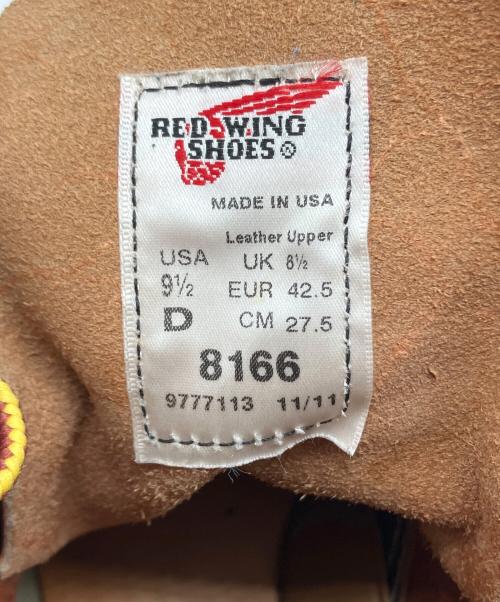 RED WING
SHOES®
MADE IN USA
Leather Upper
USA UK 8½
9½ EUR 42.5
D CM 27.5
8166
9777113 11/11